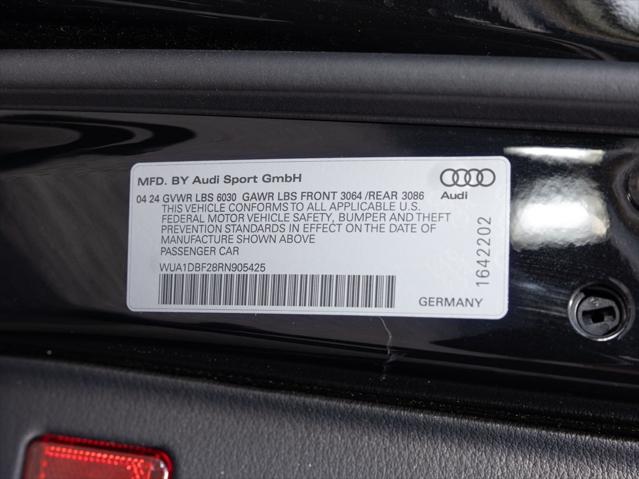 MFD. BY Audi Sport GmbH
Audi
04 24 GVWR LBS 6030 GAWR LBS FRONT 3064 /REAR 3086
THIS VEHICLE CONFORMS TO ALL APPLICABLE U.S.
FEDERAL MOTOR VEHICLE SAFETY, BUMPER AND THEFT
PREVENTION STANDARDS IN EFFECT ON THE DATE OF
MANUFACTURE SHOWN ABOVE
PASSENGER CAR
WUA1DBF28RN905425
1642202
GERMANY